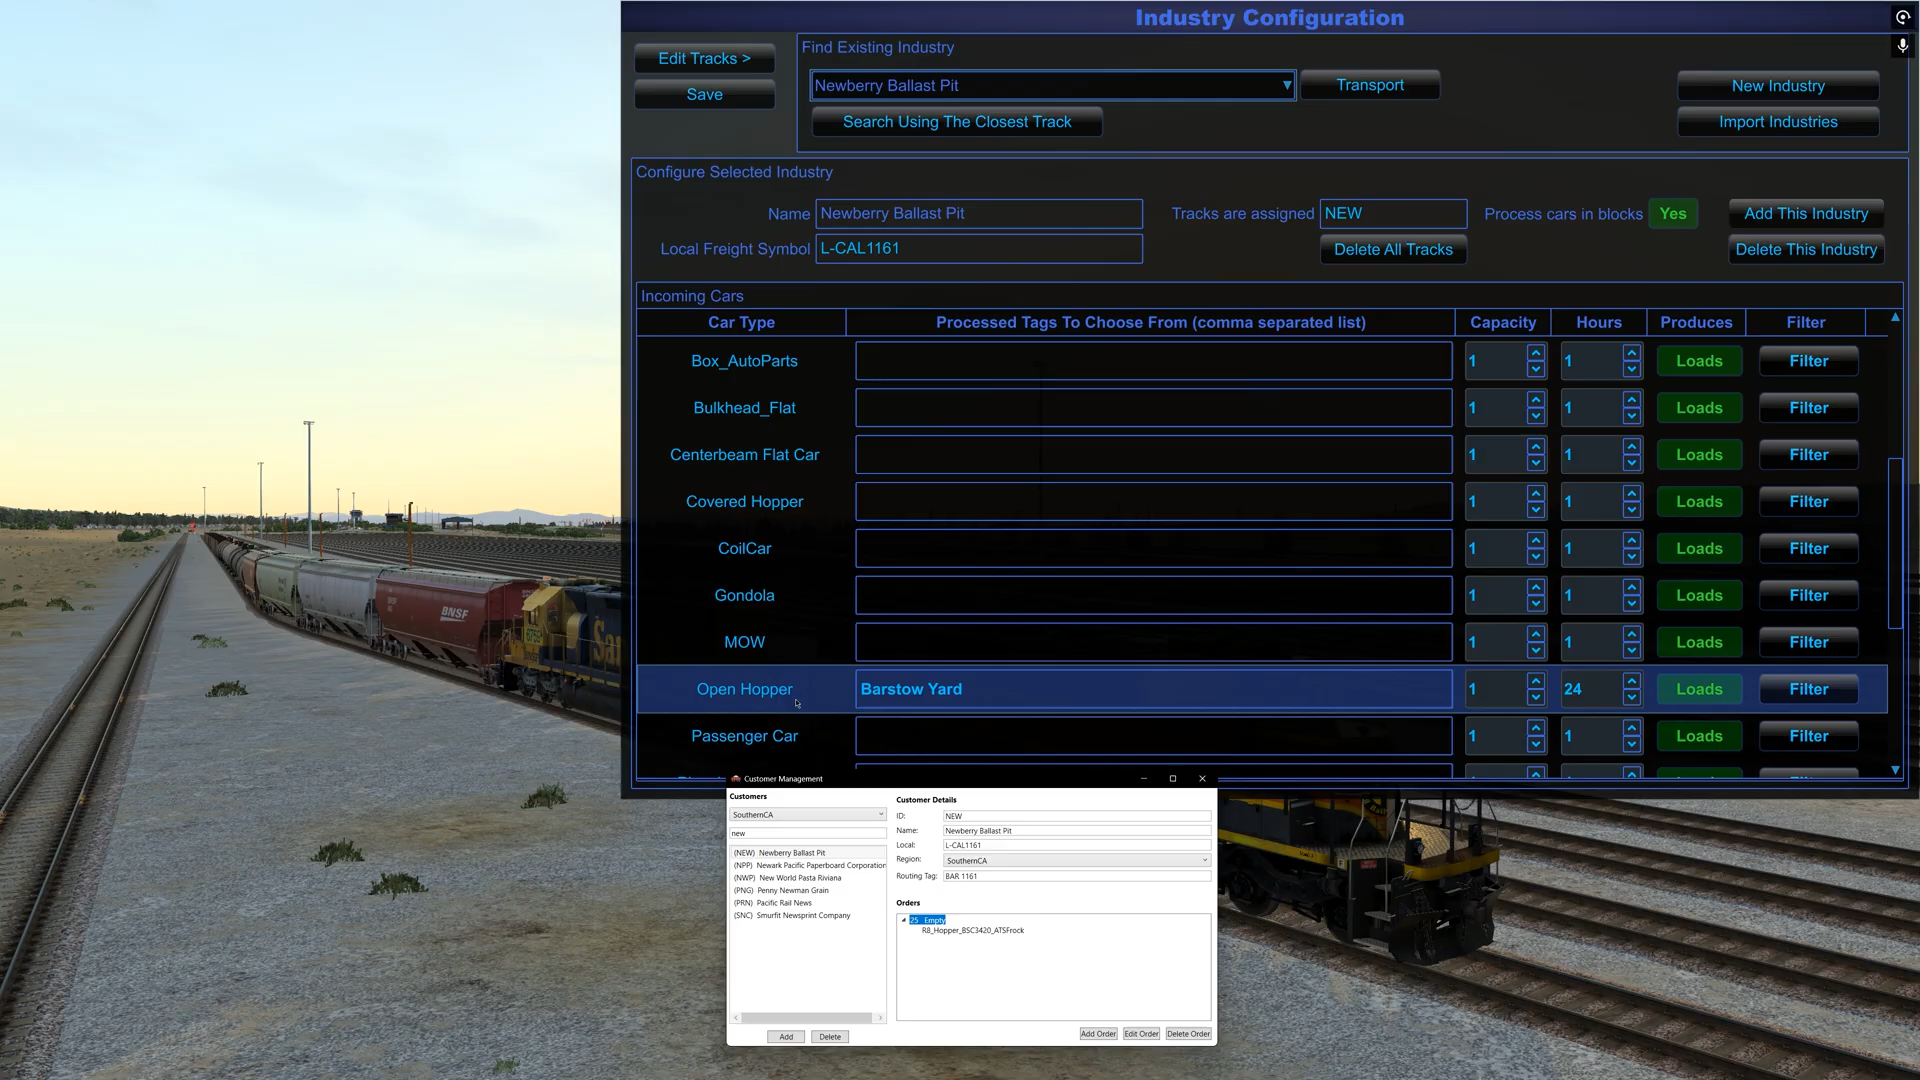 Industry Configuration
Edit Tracks >
Save
Find Existing Industry
Newberry Ballast Pit
Transport
New Industry
Search Using The Closest Track
Import Industries
Configure Selected Industry
Name
Newberry Ballast Pit
Tracks are assigned
NEW
Process cars in blocks
Yes
Add This Industry
Local Freight Symbol
L-CAL1161
Delete All Tracks
Delete This Industry
Incoming Cars
Car Type Processed Tags To Choose From (comma separated list) Capacity Hours Produces Filter
Box_AutoParts 1 1 Loads Filter
Bulkhead_Flat 1 1 Loads Filter
Centerbeam Flat Car 1 1 Loads Filter
Covered Hopper 1 1 Loads Filter
CoilCar 1 1 Loads Filter
Gondola 1 1 Loads Filter
MOW 1 1 Loads Filter
Open Hopper Barstow Yard 1 24 Loads Filter
Passenger Car 1 1 Loads Filter
BNSF
Customer Management
Customers
SouthernCA
new
(NEW) Newberry Ballast Pit
(NPP) Newark Pacific Paperboard Corporation
(NWP) New World Pasta Riviana
(PNG) Penny Newman Grain
(PRN) Pacific Rail News
(SNC) Smurfit Newsprint Company
Add
Delete
Customer Details
ID: NEW
Name: Newberry Ballast Pit
Local: L-CAL1161
Region: SouthernCA
Routing Tag: BAR 1161
Orders
25 Empty
R8_Hopper_BSC3420_ATSFrock
Add Order
Edit Order
Delete Order